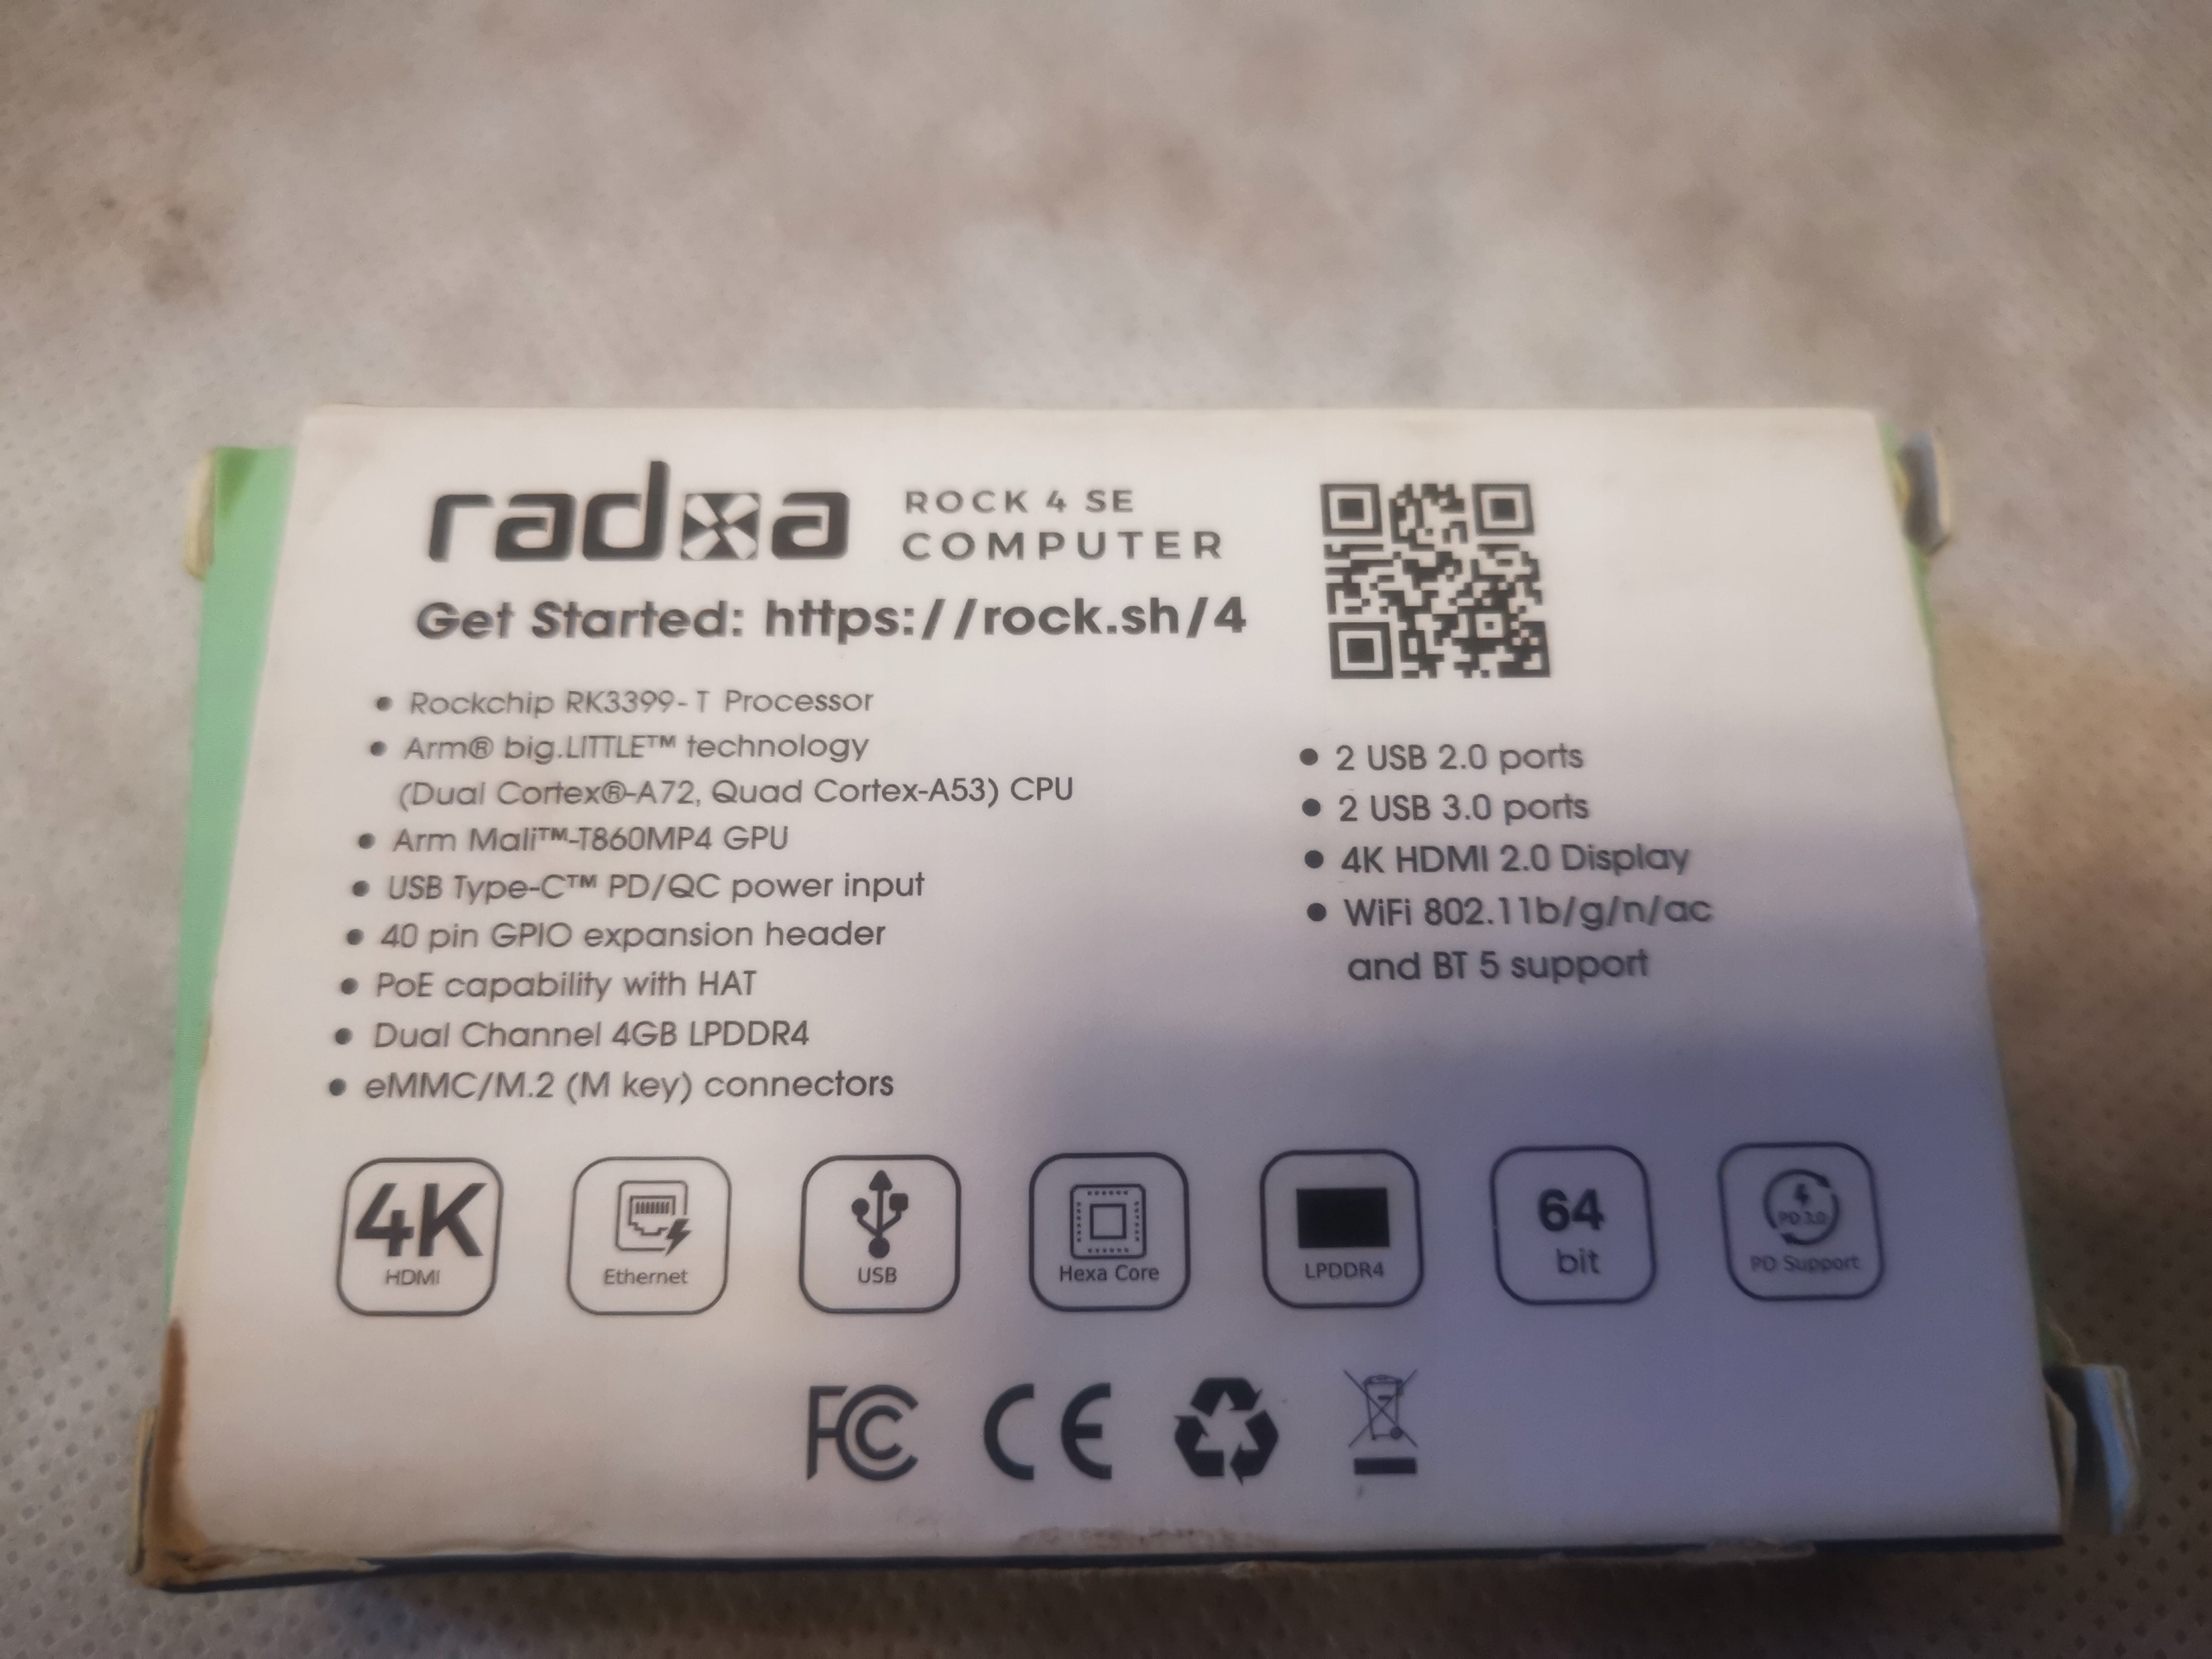 radxa ROCK 4 SE
COMPUTER
Get Started: https://rock.sh/4
• Rockchip RK3399-T Processor
• Arm® big.LITTLE™ technology
(Dual Cortex®-A72, Quad Cortex-A53) CPU
• Arm Mali™-T860MP4 GPU
• USB Type-C™ PD/QC power input
• 40 pin GPIO expansion header
• PoE capability with HAT
• Dual Channel 4GB LPDDR4
• eMMC/M.2 (M key) connectors
• 2 USB 2.0 ports
• 2 USB 3.0 ports
• 4K HDMI 2.0 Display
• WiFi 802.11b/g/n/ac
and BT 5 support
4K
HDMI
Ethernet
USB
Hexa Core
LPDDR4
64
bit
PD 3.0
PD Support
FC CE